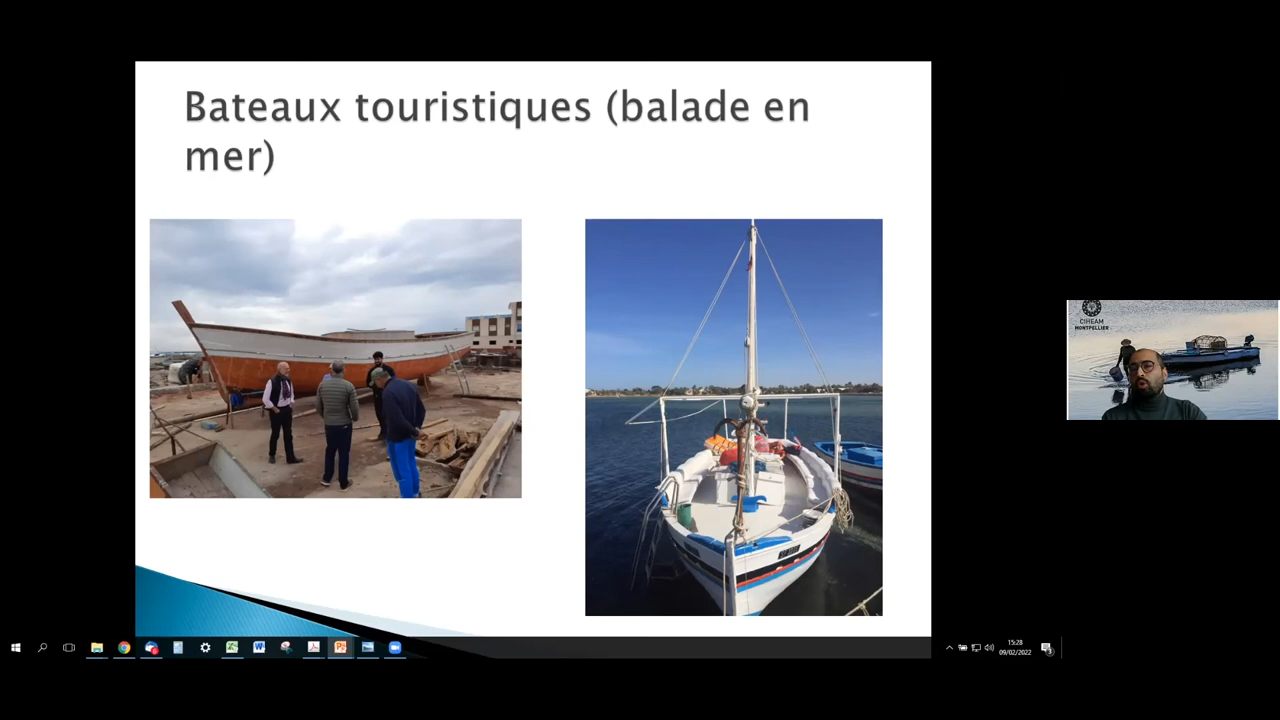 Bateaux touristiques (balade en
mer)
CIHEAM
MONTPELLIER
15:28
09/02/2022